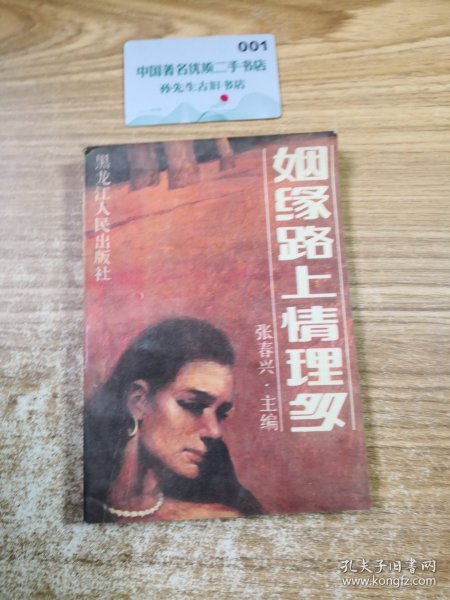 001
中国著名优质二手书店
孙先生古旧书店
姻缘路上情理多
张春兴·主编
黑龙江人民出版社
孔夫子旧书网
www.kongfz.com